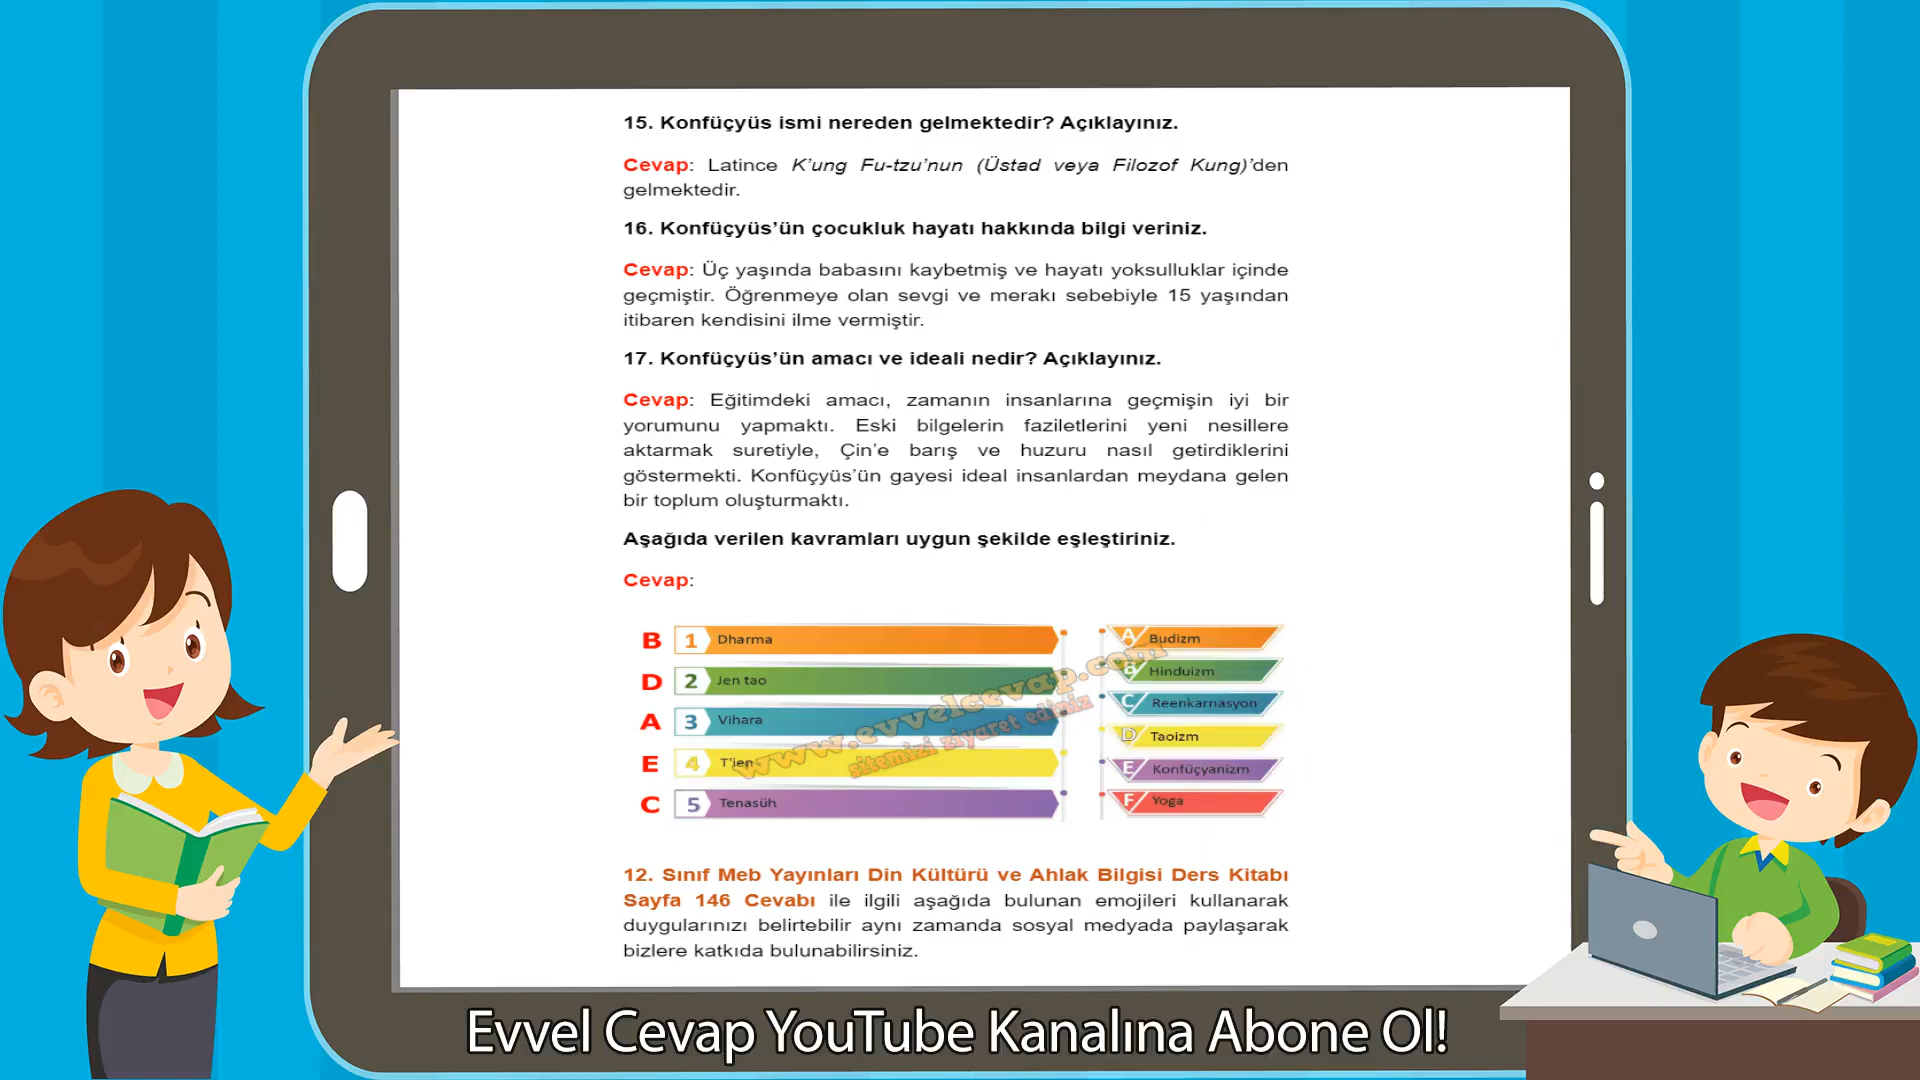 15. Konfüçyüs ismi nereden gelmektedir? Açıklayınız.
Cevap: Latince K’ung Fu-tzu’nun (Üstad veya Filozof Kung)’den
gelmektedir.
16. Konfüçyüs’ün çocukluk hayatı hakkında bilgi veriniz.
Cevap: Üç yaşında babasını kaybetmiş ve hayatı yoksulluklar içinde
geçmiştir. Öğrenmeye olan sevgi ve merakı sebebiyle 15 yaşından
itibaren kendisini ilme vermiştir.
17. Konfüçyüs’ün amacı ve ideali nedir? Açıklayınız.
Cevap: Eğitimdeki amacı, zamanın insanlarına geçmişin iyi bir
yorumunu yapmaktı. Eski bilgelerin faziletlerini yeni nesillere
aktarmak suretiyle, Çin’e barış ve huzuru nasıl getirdiklerini
göstermekti. Konfüçyüs’ün gayesi ideal insanlardan meydana gelen
bir toplum oluşturmaktı.
Aşağıda verilen kavramları uygun şekilde eşleştiriniz.
Cevap:
B 1 Dharma
D 2 Jen tao
A 3 Vihara
E 4 T'ien
C 5 Tenasüh
A Budizm
B Hinduizm
C Reenkarnasyon
D Taoizm
E Konfüçyanizm
F Yoga
www.evvelcevap.com
sitemizi ziyaret ediniz
12. Sınıf Meb Yayınları Din Kültürü ve Ahlak Bilgisi Ders Kitabı
Sayfa 146 Cevabı ile ilgili aşağıda bulunan emojileri kullanarak
duygularınızı belirtebilir aynı zamanda sosyal medyada paylaşarak
bizlere katkıda bulunabilirsiniz.
Evvel Cevap YouTube Kanalına Abone Ol!